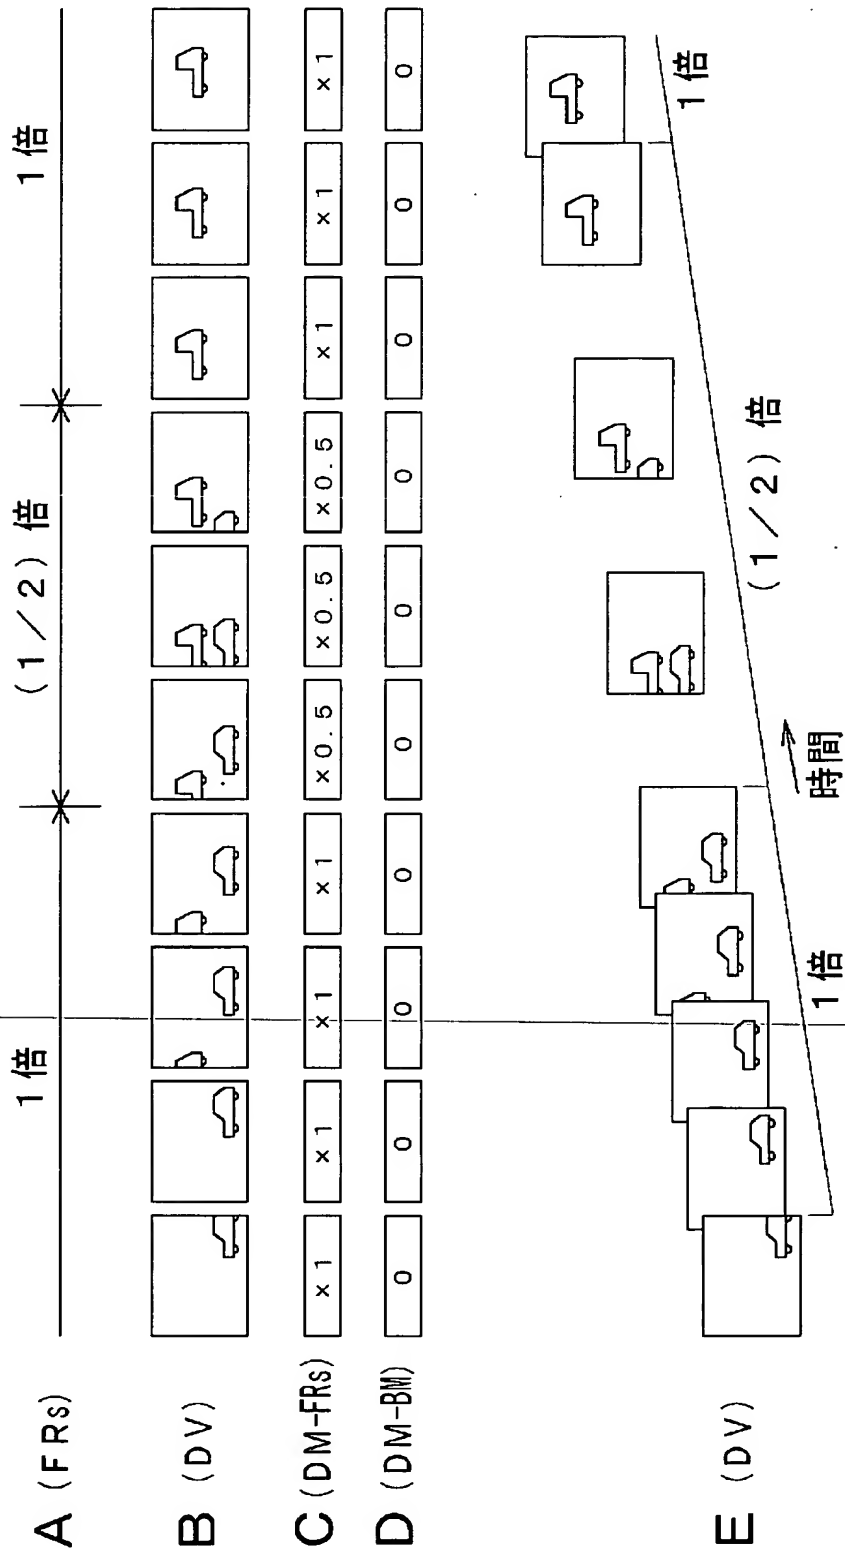 A (FRs) 1倍 (1/2)倍 1倍
B (DV)
C (DM-FRs) ×1 ×1 ×1 ×1 ×0.5 ×0.5 ×0.5 ×1 ×1 ×1
D (DM-BM) 0 0 0 0 0 0 0 0 0 0
E (DV)
1倍 (1/2)倍 1倍
時間